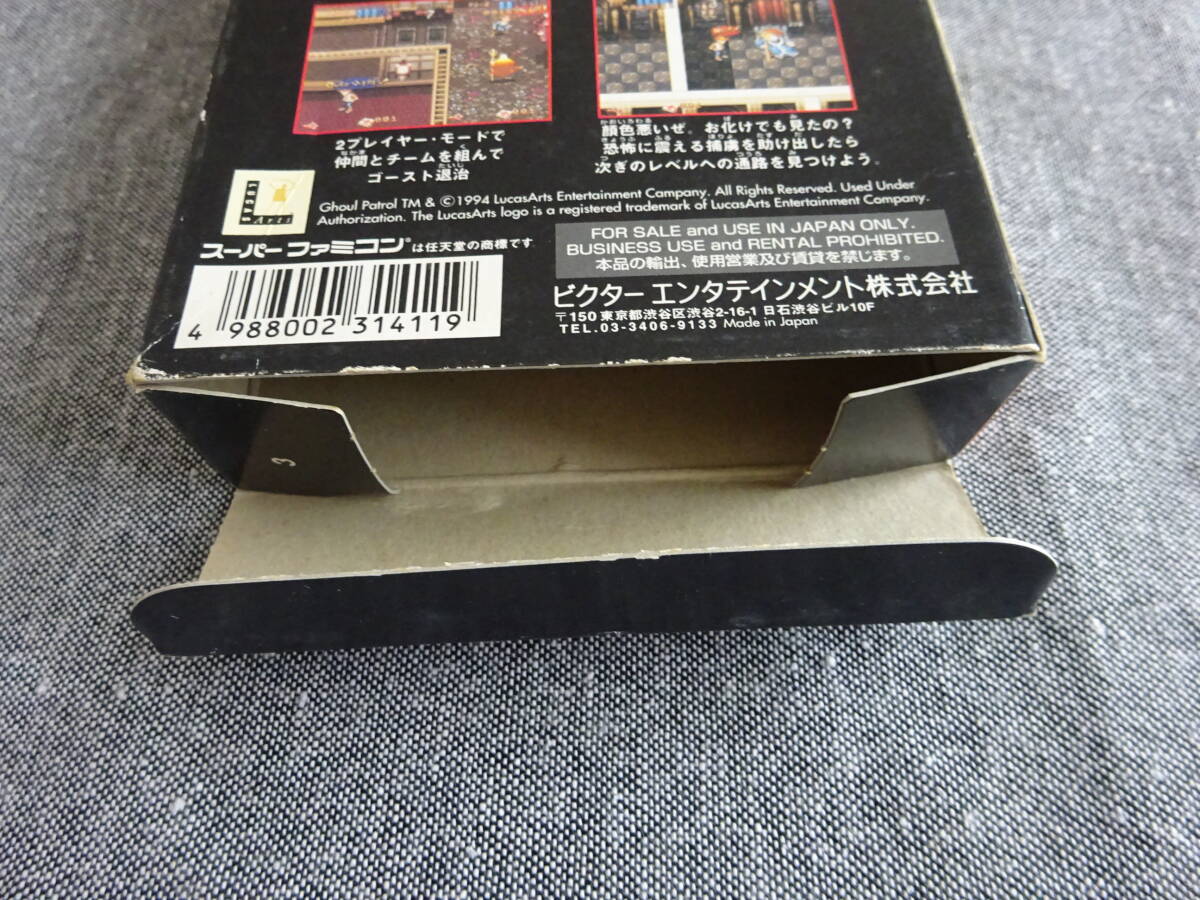 2プレイヤー・モードで
仲間とチームを組んで
ゴースト退治
顔色悪いぜ。お化けでも見たの?
恐怖に震える捕虜を助け出したら
次ぎのレベルへの通路を見つけよう。
LUCAS
Arts
Ghoul Patrol TM & ©1994 LucasArts Entertainment Campany. All Rights Reserved. Used Under
Authorization. The LucasArts logo is a registered trademark of LucasArts Entertainment Company.
スーパーファミコン®は任天堂の商標です
FOR SALE and USE IN JAPAN ONLY.
BUSINESS USE and RENTAL PROHIBITED.
本品の輸出、使用営業及び賃貸を禁じます。
4 988002 314119
ビクター エンタテインメント株式会社
〒150 東京都渋谷区渋谷2-16-1 日石渋谷ビル10F
TEL.03-3406-9133 Made in Japan
3